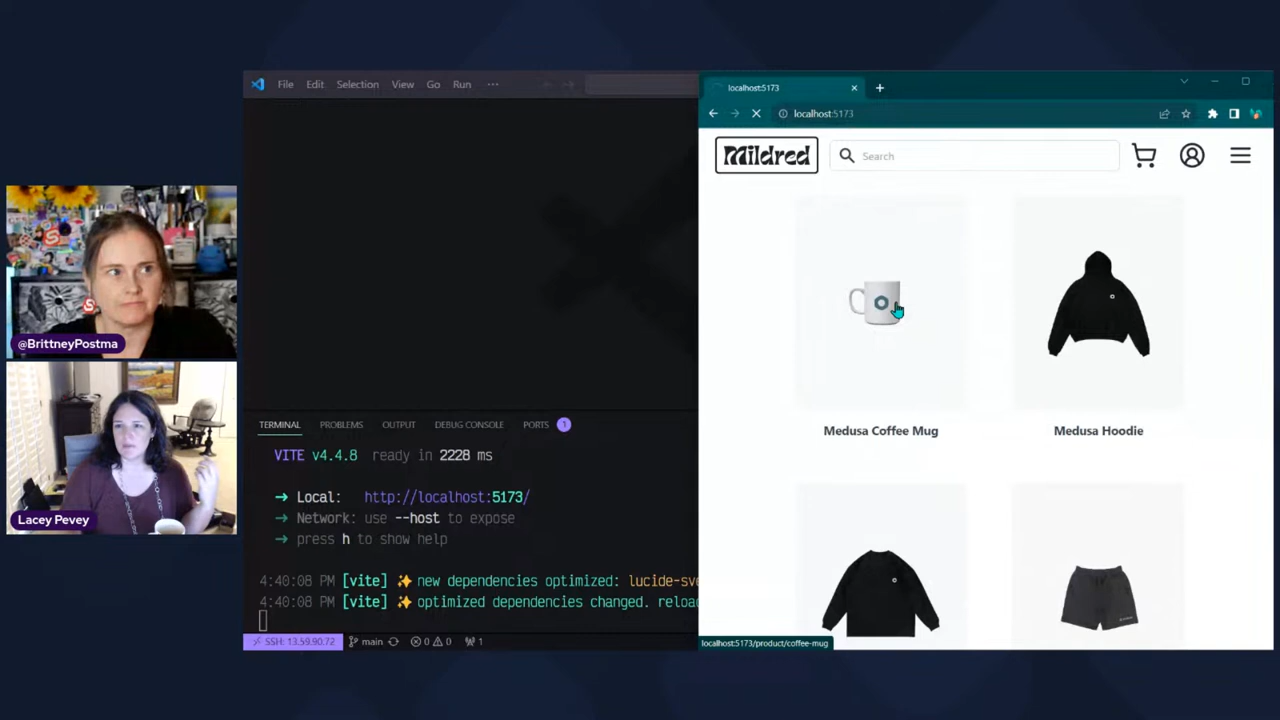 File Edit Selection View Go Run ...
localhost:5173
localhost:5173
Mildred
Search
@BrittneyPostma
Lacey Pevey
Medusa Coffee Mug
Medusa Hoodie
TERMINAL PROBLEMS OUTPUT DEBUG CONSOLE PORTS 1
VITE v4.4.8 ready in 2228 ms
➜ Local: http://localhost:5173/
➜ Network: use --host to expose
➜ press h to show help
4:40:08 PM [vite] ✨ new dependencies optimized: lucide-sve
4:40:08 PM [vite] ✨ optimized dependencies changed. reload
SSH: 13.59.90.72 main 0 0 1
localhost:5173/product/coffee-mug